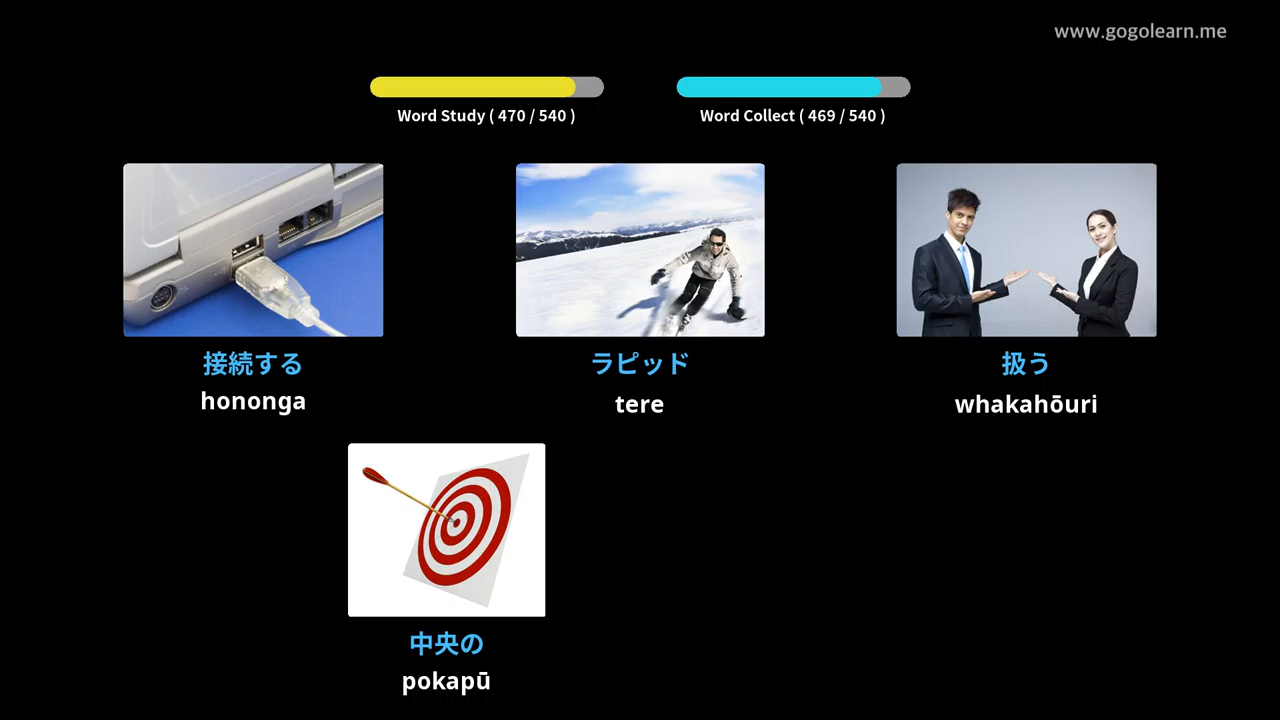 www.gogolearn.me
Word Study ( 470 / 540 )
Word Collect ( 469 / 540 )
接続する
hononga
ラピッド
tere
扱う
whakahōuri
中央の
pokapū